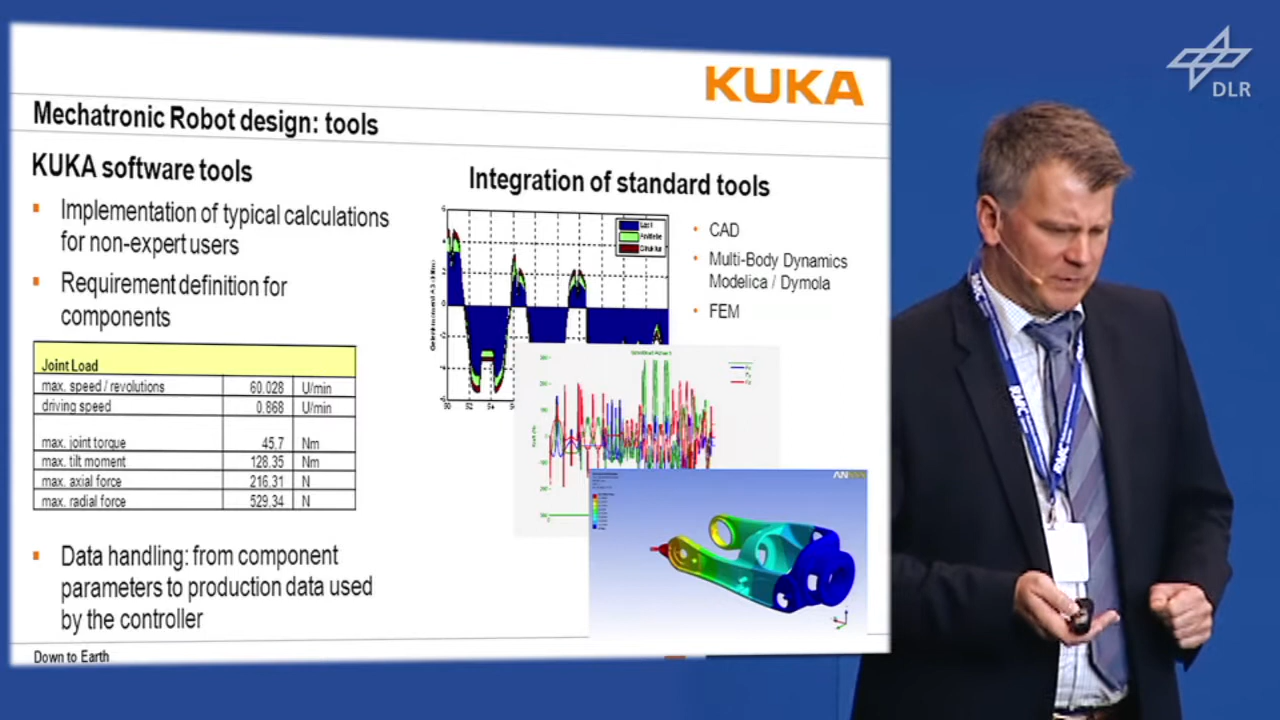 DLR
KUKA
Mechatronic Robot design: tools
KUKA software tools
Implementation of typical calculations
for non-expert users
Requirement definition for
components
Joint Load
max. speed / revolutions 60.028 U/min
driving speed 0.868 U/min
max. joint torque 45.7 Nm
max. tilt moment 128.35 Nm
max. axial force 216.31 N
max. radial force 529.34 N
Data handling: from component
parameters to production data used
by the controller
Down to Earth
Integration of standard tools
CAD
Multi-Body Dynamics
Modelica / Dymola
FEM